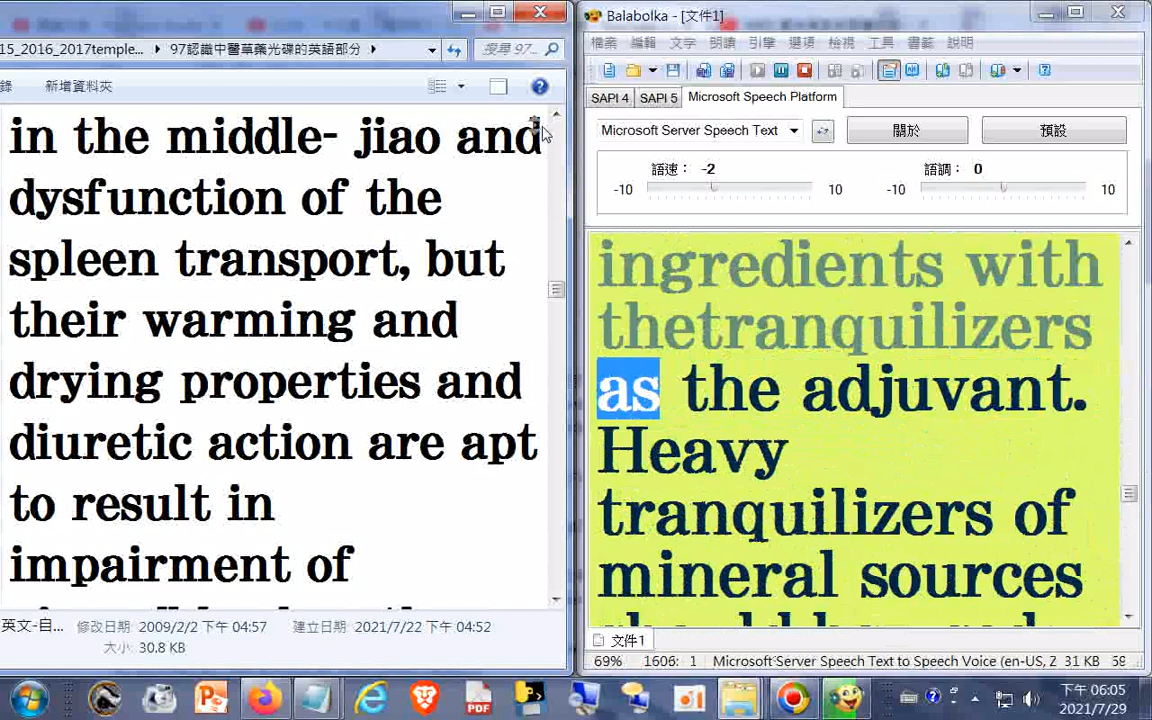 15_2016_2017temple...
97認識中醫草藥光碟的英語部分
搜尋 97...
錄
新增資料夾
in the middle- jiao and
dysfunction of the
spleen transport, but
their warming and
drying properties and
diuretic action are apt
to result in
impairment of
英文-自...
修改日期: 2009/2/2 下午 04:57
建立日期: 2021/7/22 下午 04:52
大小: 30.8 KB
Balabolka - [文件1]
檔案 編輯 文字 朗讀 引擎 選項 檢視 工具 書籤 說明
SAPI 4
SAPI 5
Microsoft Speech Platform
Microsoft Server Speech Text
關於
預設
語速: -2
語調: 0
-10
10
-10
10
ingredients with
thetranquilizers
as the adjuvant.
Heavy
tranquilizers of
mineral sources
文件1
69%
1606: 1
Microsoft Server Speech Text to Speech Voice (en-US, Z
31 KB
PDF
下午 06:05
2021/7/29